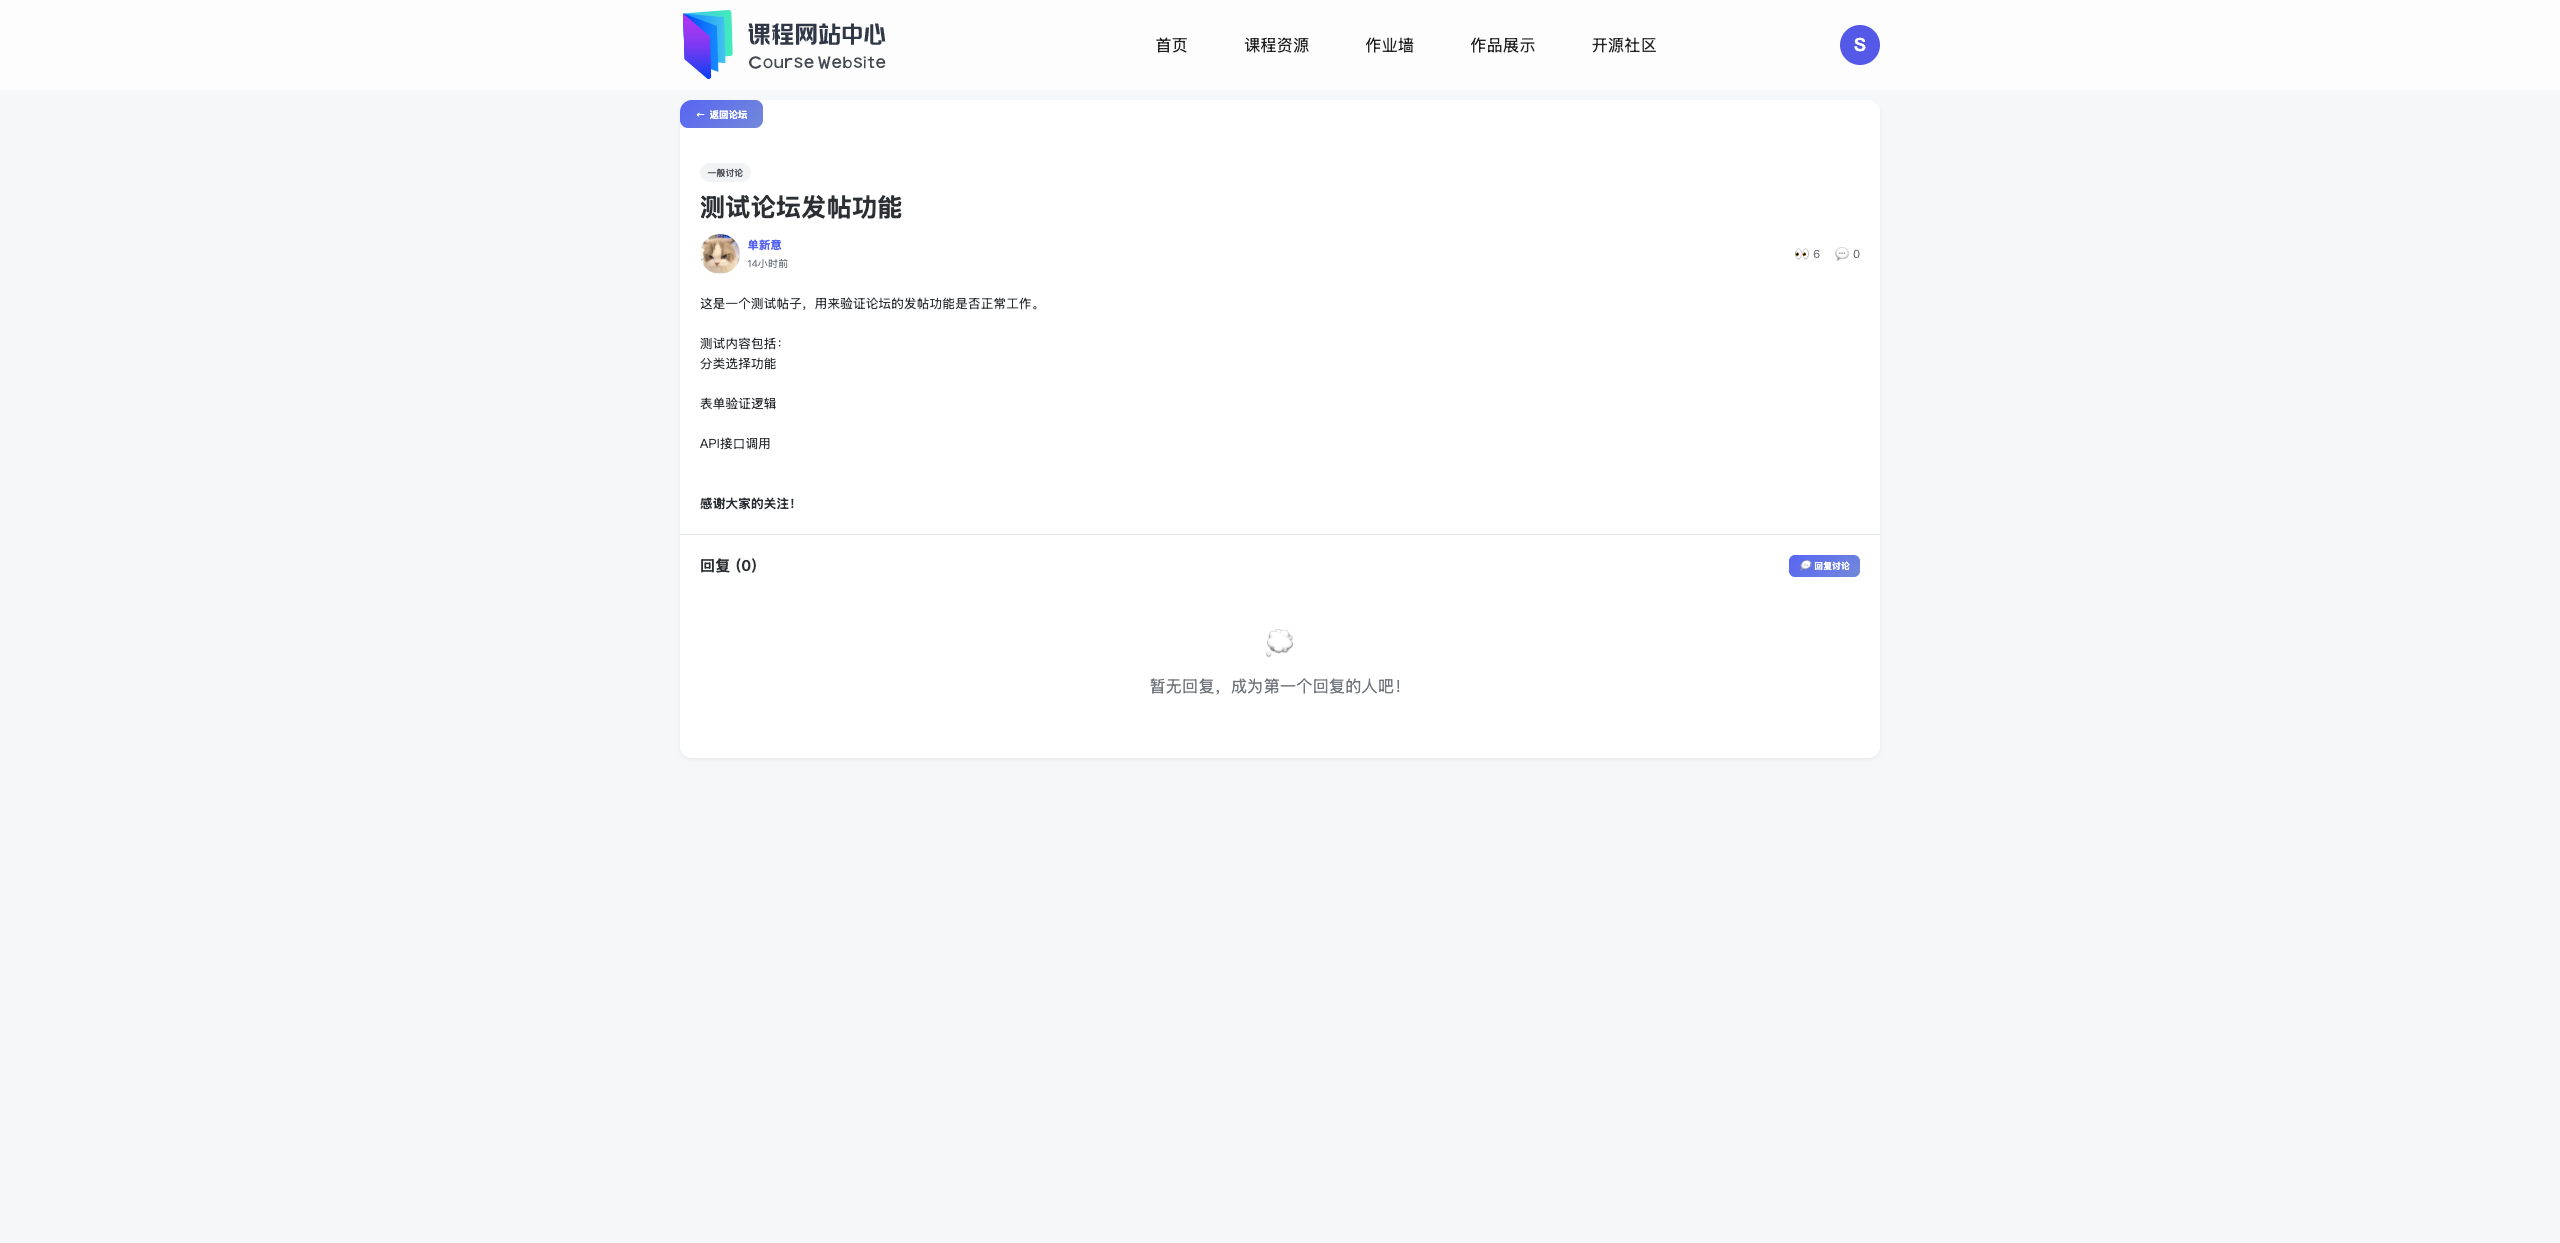 课程网站中心
Course Website
首页
课程资源
作业墙
作品展示
开源社区
S
← 返回论坛
一般讨论
测试论坛发帖功能
单新意
14小时前
👀 6
💬 0
这是一个测试帖子，用来验证论坛的发帖功能是否正常工作。
测试内容包括：
分类选择功能
表单验证逻辑
API接口调用
感谢大家的关注！
回复 (0)
💭 回复讨论
💭
暂无回复，成为第一个回复的人吧！